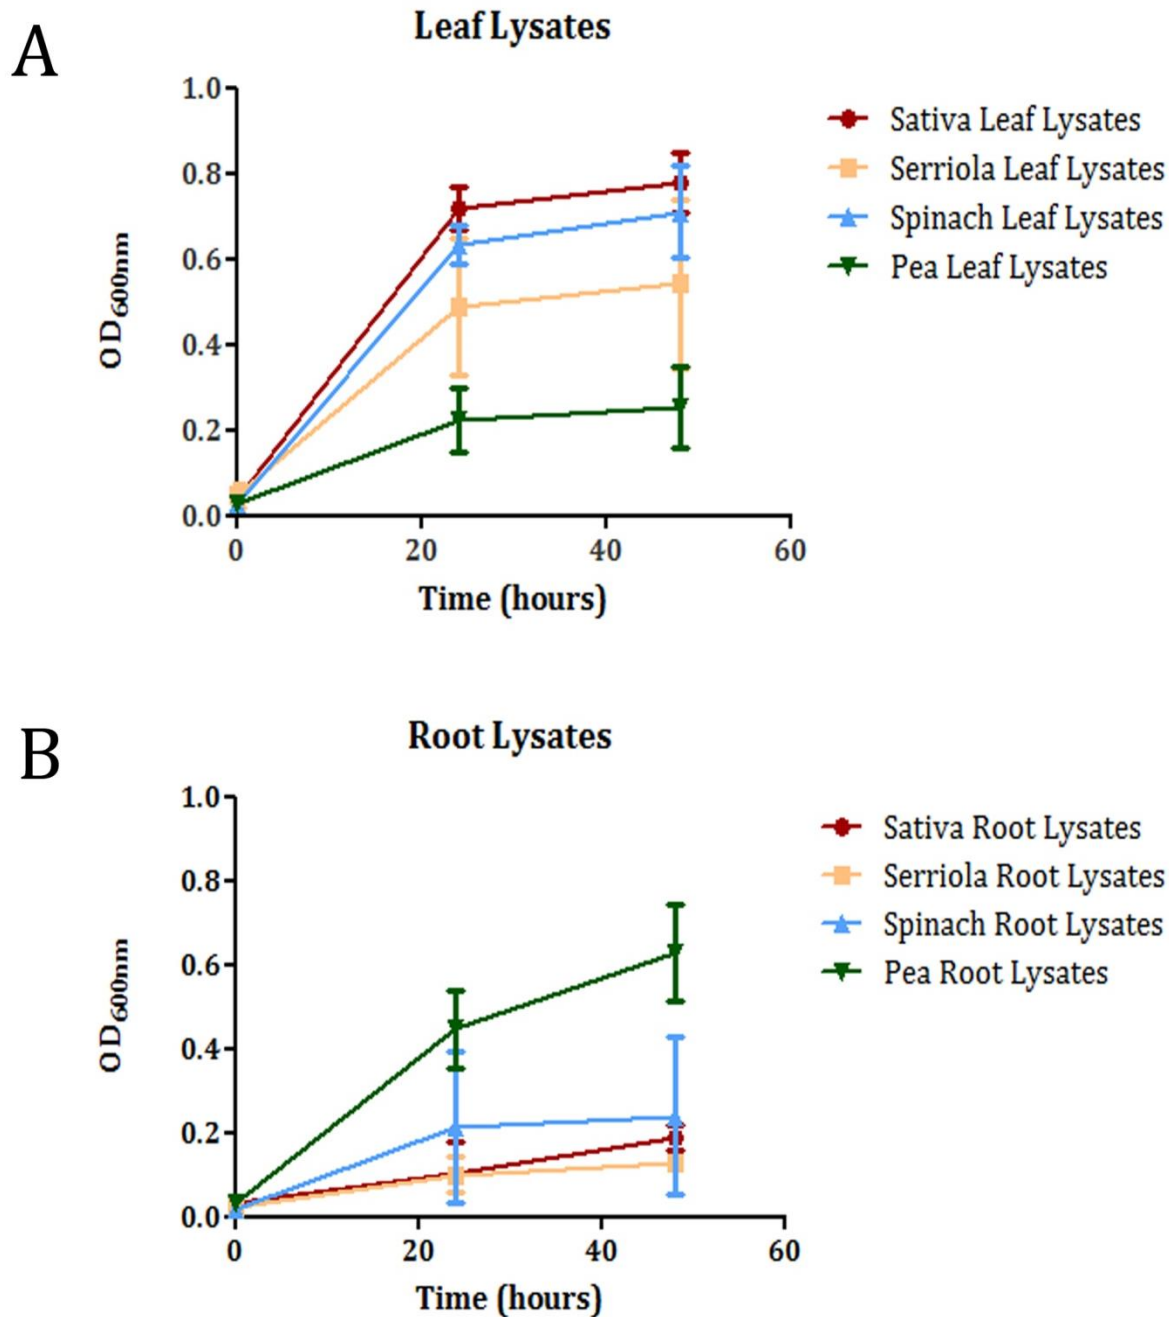 A
Leaf Lysates
1.0
0.8
0.6
0.4
0.2
0.0
OD600nm
0 20 40 60
Time (hours)
Sativa Leaf Lysates
Serriola Leaf Lysates
Spinach Leaf Lysates
Pea Leaf Lysates
B
Root Lysates
1.0
0.8
0.6
0.4
0.2
0.0
OD600nm
0 20 40 60
Time (hours)
Sativa Root Lysates
Serriola Root Lysates
Spinach Root Lysates
Pea Root Lysates